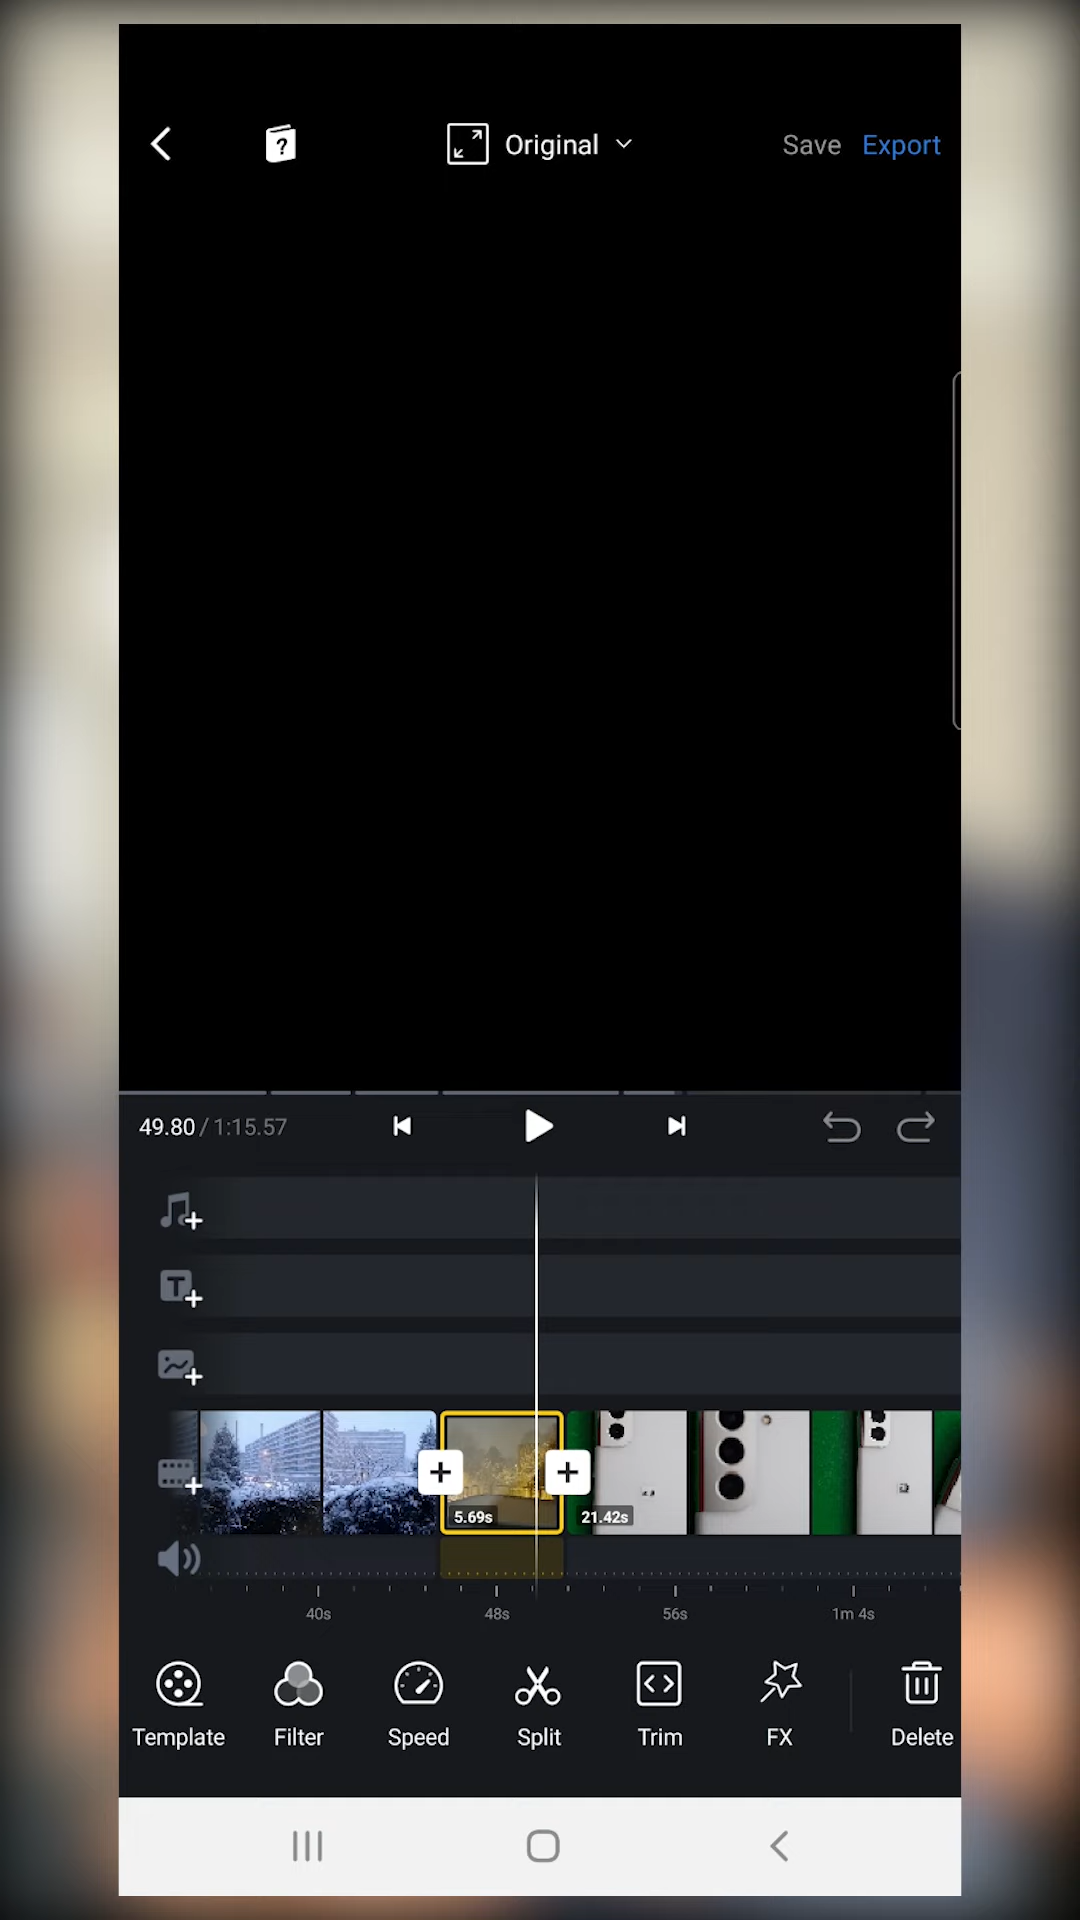 Original
Save Export
49.80 / 1:15.57
5.69s
21.42s
40s 48s 56s 1m 4s
Template Filter Speed Split Trim FX Delete